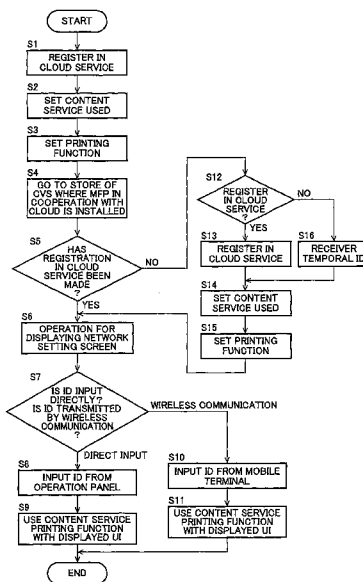 START
S1
REGISTER IN
CLOUD SERVICE
S2
SET CONTENT
SERVICE USED
S3
SET PRINTING
FUNCTION
S4
GO TO STORE OF
CVS WHERE MFP IN
COOPERATION WITH
CLOUD IS INSTALLED
S5
HAS
REGISTRATION
IN CLOUD
SERVICE BEEN
MADE
?
NO
YES
S12
REGISTER
IN CLOUD
SERVICE
?
NO
YES
S13
REGISTER IN
CLOUD SERVICE
S16
RECEIVER
TEMPORAL ID
S14
SET CONTENT
SERVICE USED
S15
SET PRINTING
FUNCTION
S6
OPERATION FOR
DISPLAYING NETWORK
SETTING SCREEN
S7
IS ID INPUT
DIRECTLY?
IS ID TRANSMITTED
BY WIRELESS
COMMUNICATION
?
WIRELESS COMMUNICATION
DIRECT INPUT
S8
INPUT ID FROM
OPERATION PANEL
S9
USE CONTENT SERVICE
PRINTING FUNCTION
WITH DISPLAYED UI
S10
INPUT ID FROM MOBILE
TERMINAL
S11
USE CONTENT SERVICE
PRINTING FUNCTION
WITH DISPLAYED UI
END